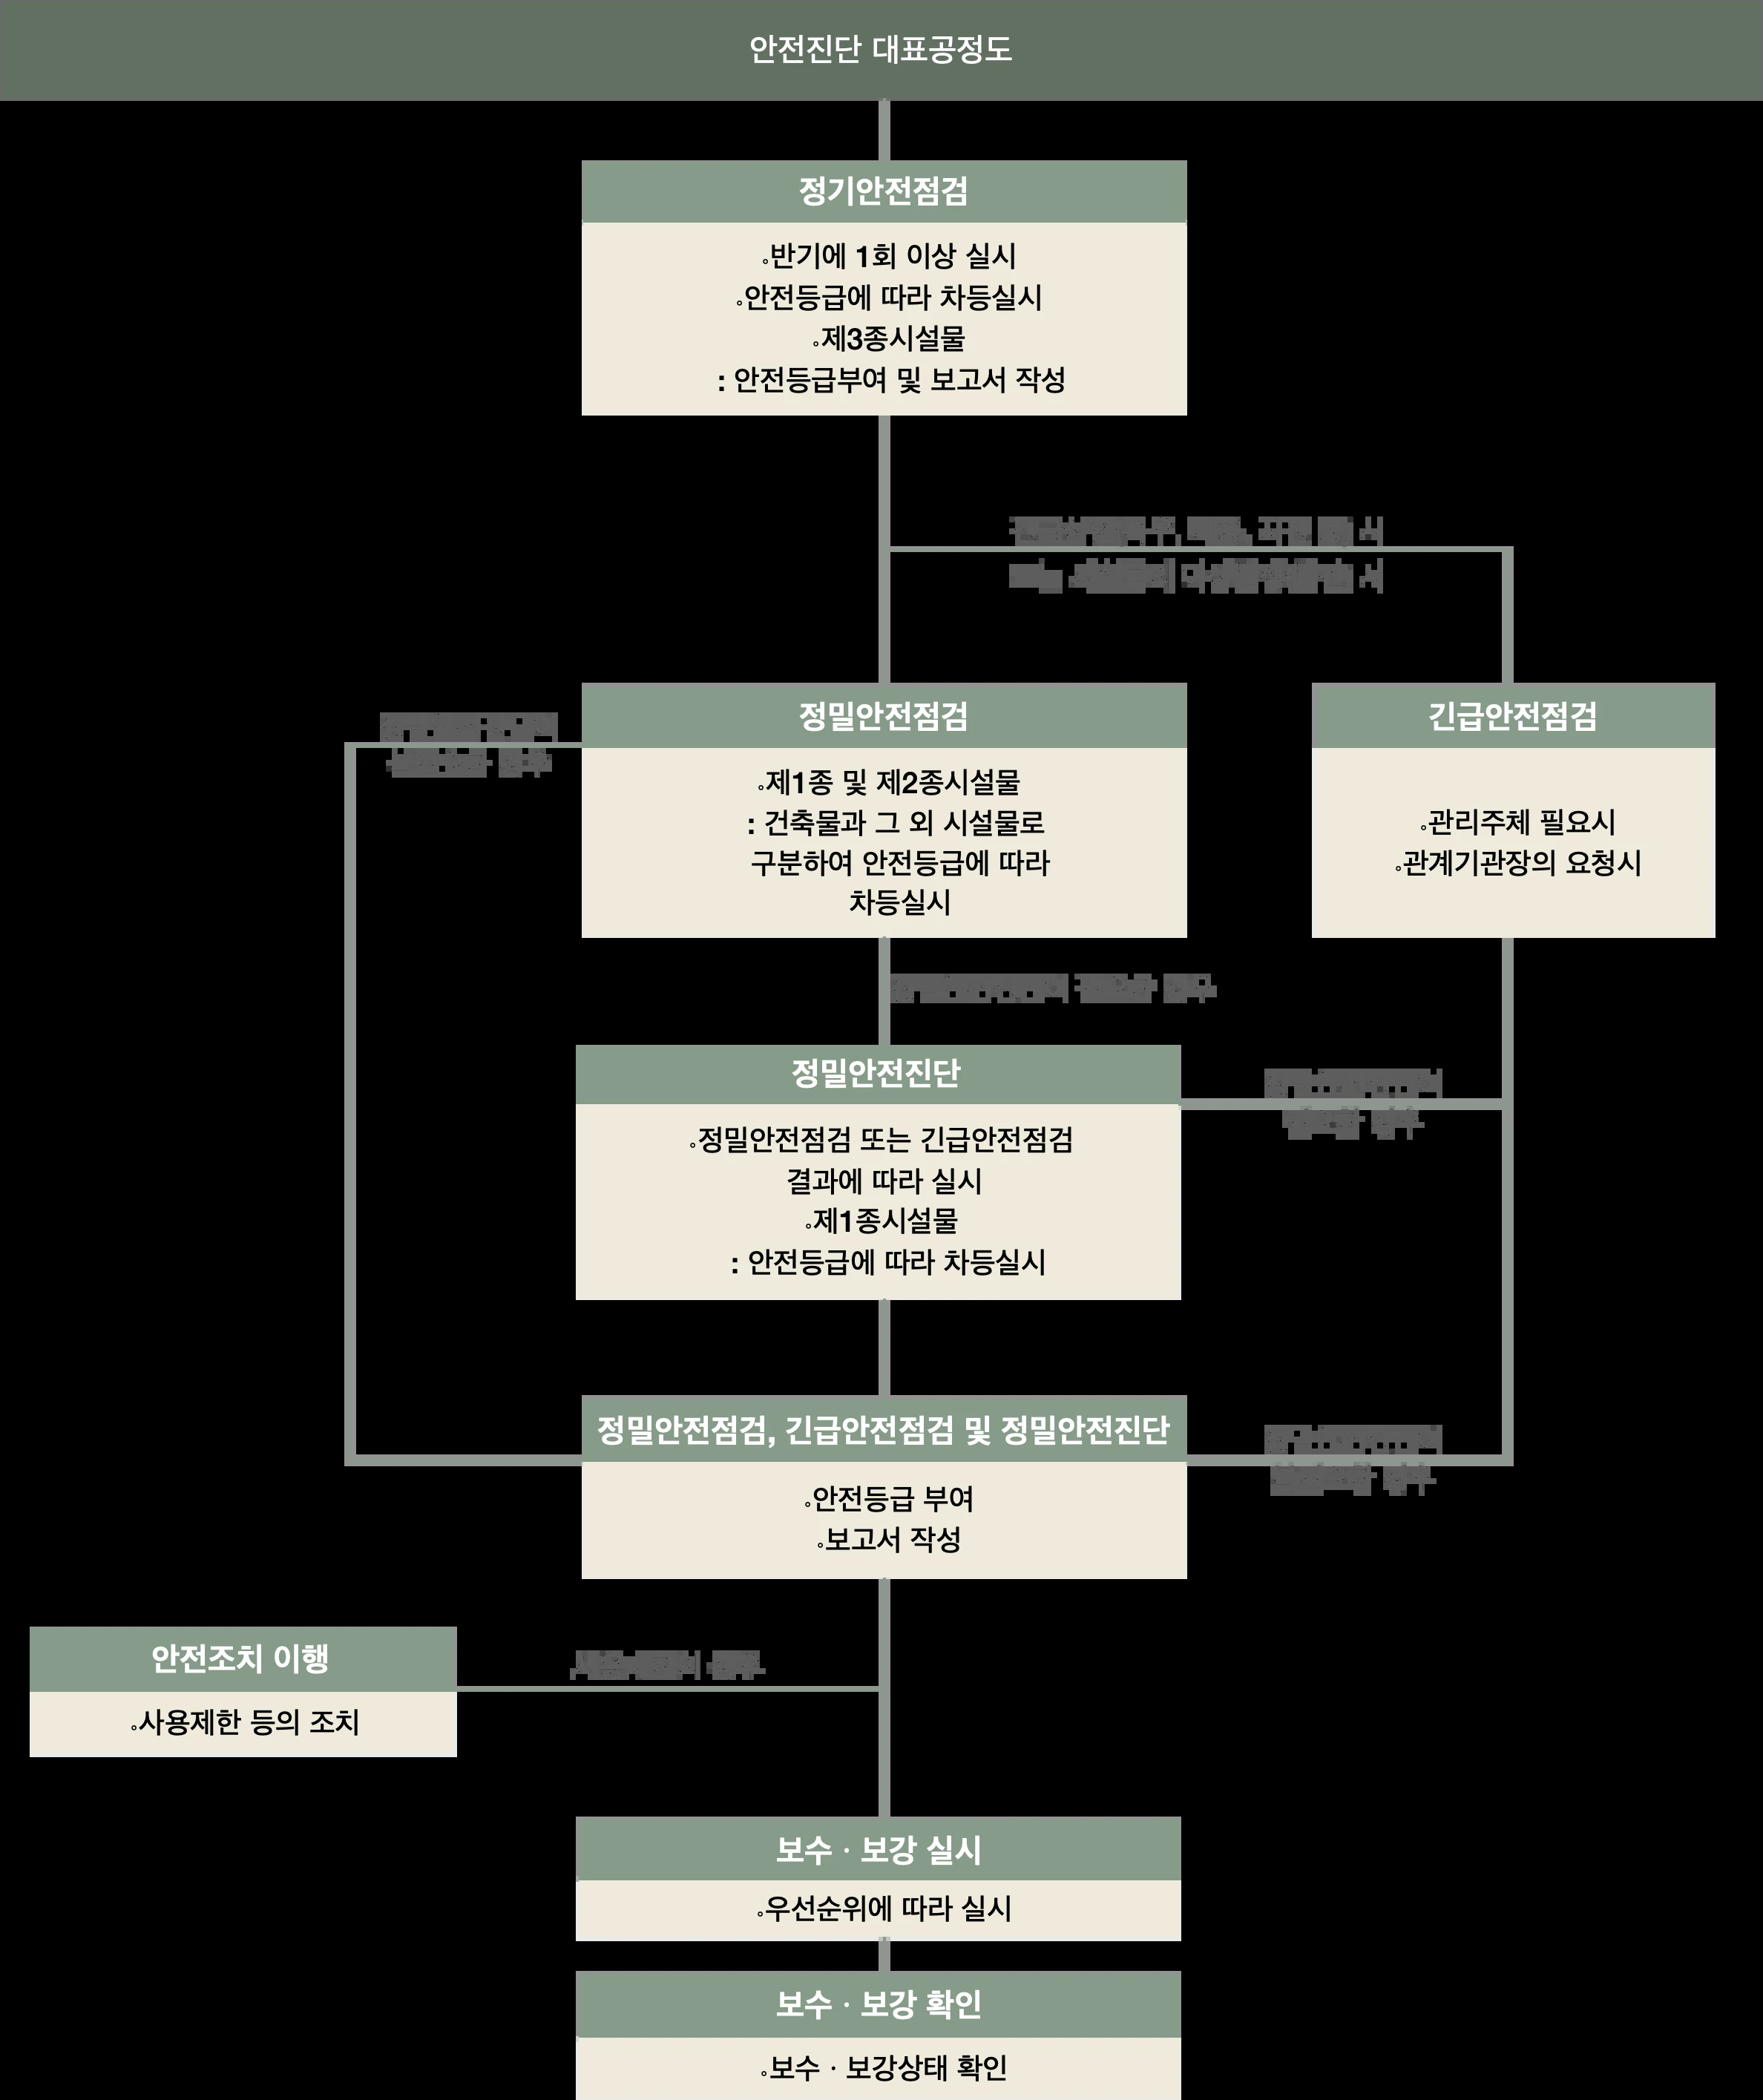 안전진단 대표공정도
정기안전점검
◦반기에 1회 이상 실시
◦안전등급에 따라 차등실시
◦제3종시설물
: 안전등급부여 및 보고서 작성
정밀안전점검
◦제1종 및 제2종시설물
: 건축물과 그 외 시설물로
구분하여 안전등급에 따라
차등실시
긴급안전점검
◦관리주체 필요시
◦관계기관장의 요청시
정밀안전진단
◦정밀안전점검 또는 긴급안전점검
결과에 따라 실시
◦제1종시설물
: 안전등급에 따라 차등실시
정밀안전점검, 긴급안전점검 및 정밀안전진단
◦안전등급 부여
◦보고서 작성
안전조치 이행
◦사용제한 등의 조치
보수 · 보강 실시
◦우선순위에 따라 실시
보수 · 보강 확인
◦보수 · 보강상태 확인